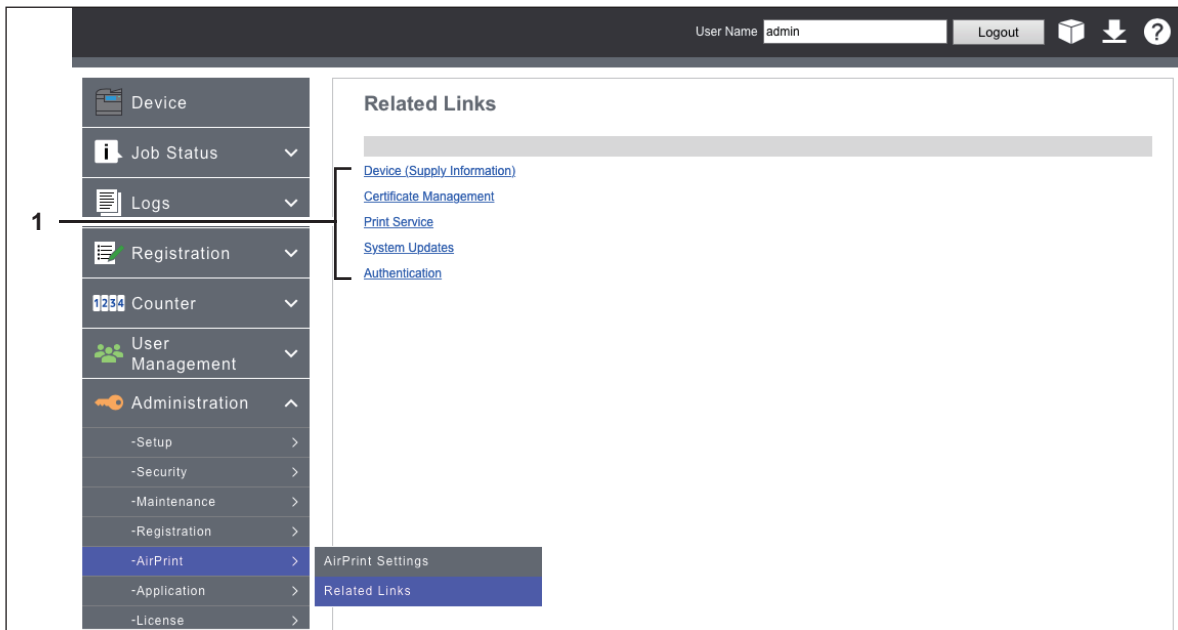 User Name admin Logout ?
Device
i Job Status
Logs
Registration
1234 Counter
User
Management
Administration
-Setup
-Security
-Maintenance
-Registration
-AirPrint
-Application
-License
AirPrint Settings
Related Links
Related Links
1
Device (Supply Information)
Certificate Management
Print Service
System Updates
Authentication